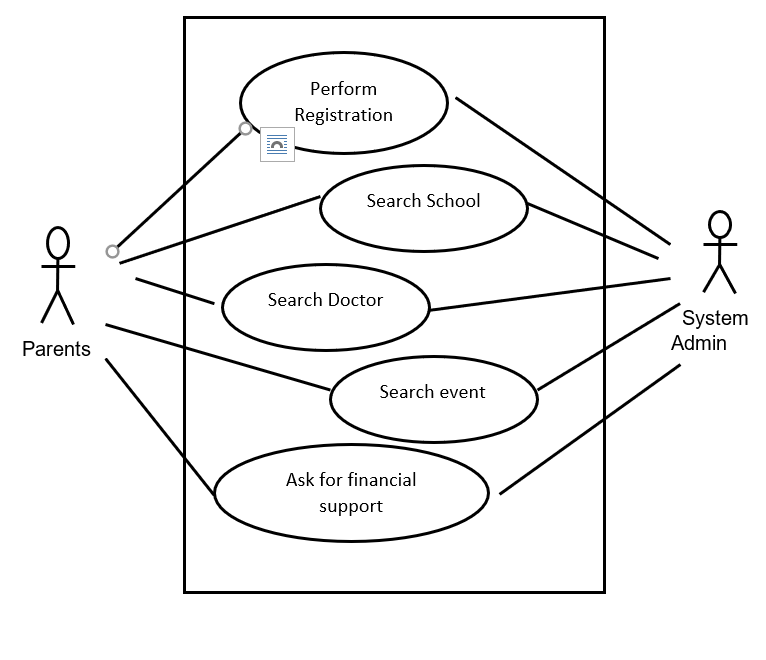 Perform
Registration
Search School
Search Doctor
Parents
System
Admin
Search event
Ask for financial
support